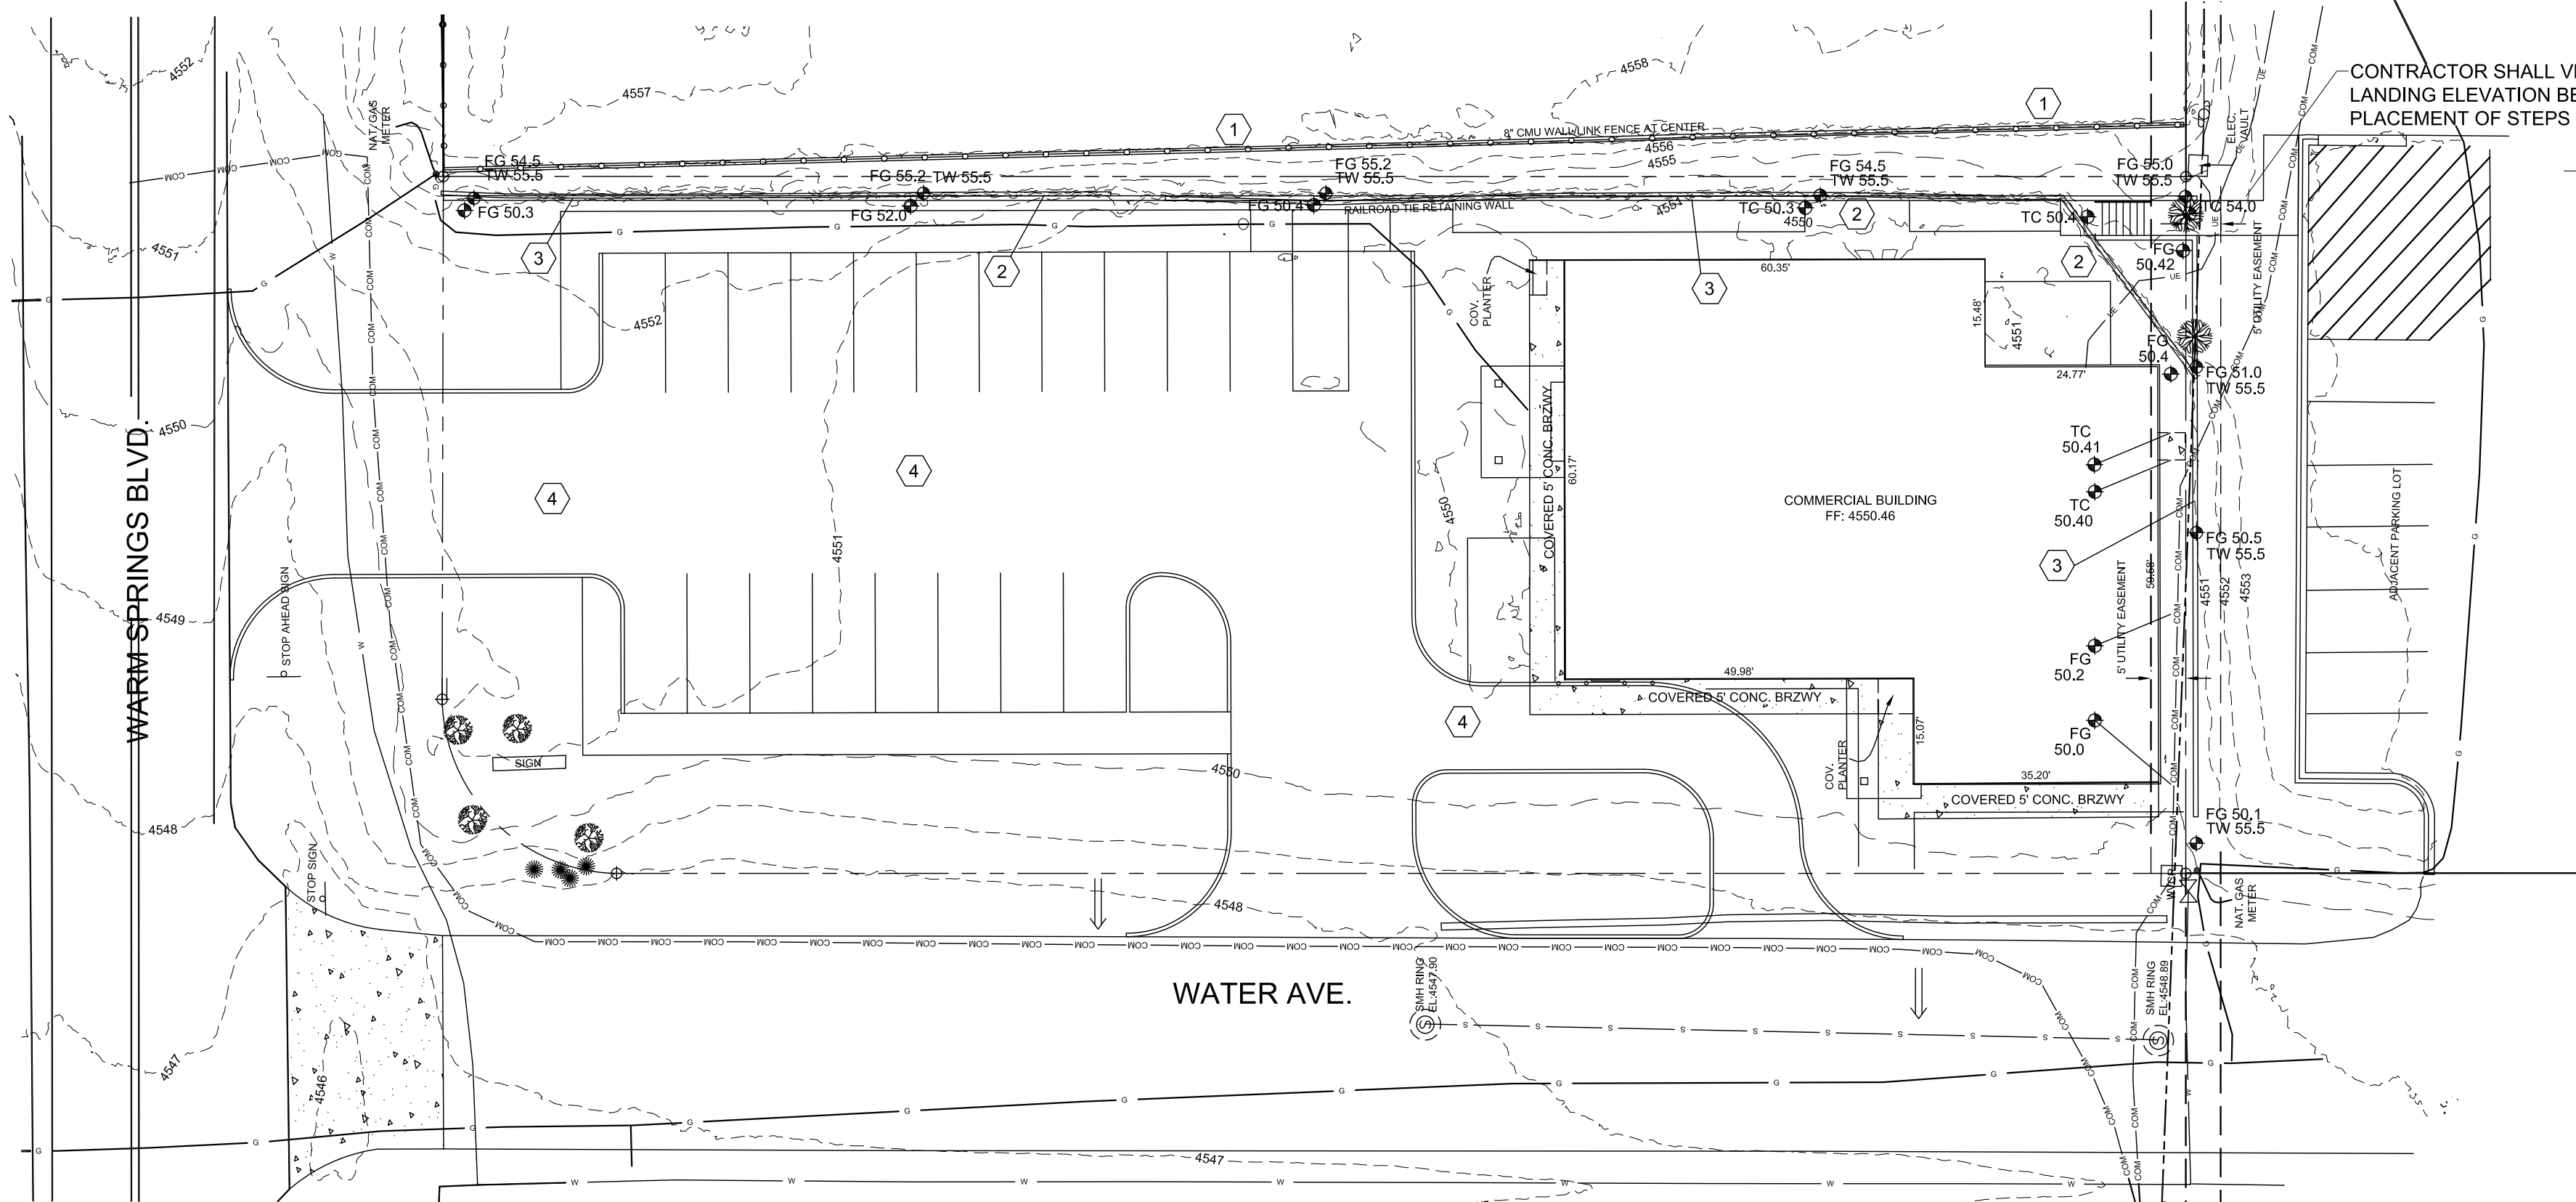 4552
NAT. GAS
METER
4557
4558
1
1
CONTRACTOR SHALL
LANDING ELEVATION
PLACEMENT OF STEPS
8" CMU WALL/LINK FENCE AT CENTER
ELEC.
VAULT
4556
4555
FG 54.5
TW 55.5
FG 50.3
FG 55.2
TW 55.5
FG 52.0
FG 55.2
TW 55.5
FG 50.4
RAILROAD TIE RETAINING WALL
4551
FG 54.5
TW 55.5
TC 50.3
4550
2
FG 55.0
TW 55.5
TC 54.0
TC 50.4
FG
50.42
2
3
2
3
4551
4552
COV.
PLANTER
60.35'
15.48'
4551
24.77'
5' UTILITY EASEMENT
FG
50.4
FG 51.0
TW 55.5
WARM SPRINGS BLVD.
4550
4
4
4551
4550
COVERED 5' CONC. BRZWY
60.17'
COMMERCIAL BUILDING
FF: 4550.46
TC
50.41
TC
50.40
3
FG 50.5
TW 55.5
ADJACENT PARKING LOT
STOP AHEAD SIGN
4549
5' UTILITY EASEMENT
59.58'
4551
4552
4553
FG
50.2
FG
50.0
49.98'
COVERED 5' CONC. BRZWY
4
15.07'
COV.
PLANTER
35.20'
COVERED 5' CONC. BRZWY
SIGN
4550
4548
STOP SIGN
4548
FG 50.1
TW 55.5
NAT. GAS
METER
WATER AVE.
SMH RING
EL:4547.90
SMH RING
EL:4548.89
4547
4546
4547
COM
UE
G
W
S